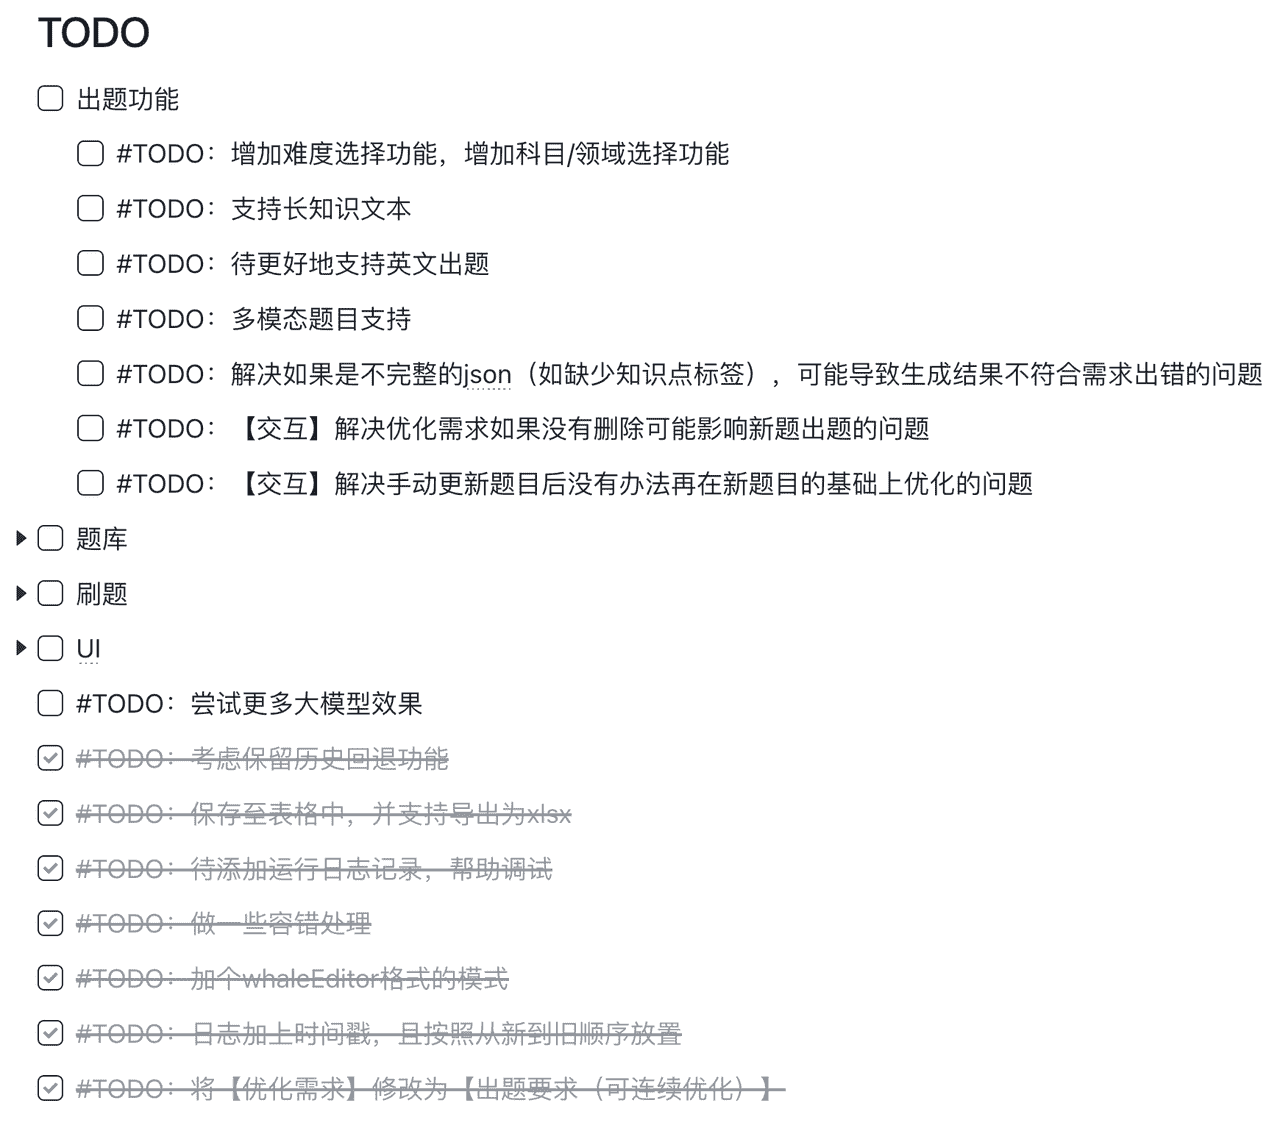 TODO
出题功能
#TODO：增加难度选择功能，增加科目/领域选择功能
#TODO：支持长知识文本
#TODO：待更好地支持英文出题
#TODO：多模态题目支持
#TODO：解决如果是不完整的json（如缺少知识点标签），可能导致生成结果不符合需求出错的问题
#TODO：【交互】解决优化需求如果没有删除可能影响新题出题的问题
#TODO：【交互】解决手动更新题目后没有办法再在新题目的基础上优化的问题
题库
刷题
UI
#TODO：尝试更多大模型效果
#TODO：考虑保留历史回退功能
#TODO：保存至表格中，并支持导出为xlsx
#TODO：待添加运行日志记录，帮助调试
#TODO：做一些容错处理
#TODO：加个whaleEditor格式的模式
#TODO：日志加上时间戳，且按照从新到旧顺序放置
#TODO：将【优化需求】修改为【出题要求（可连续优化）】